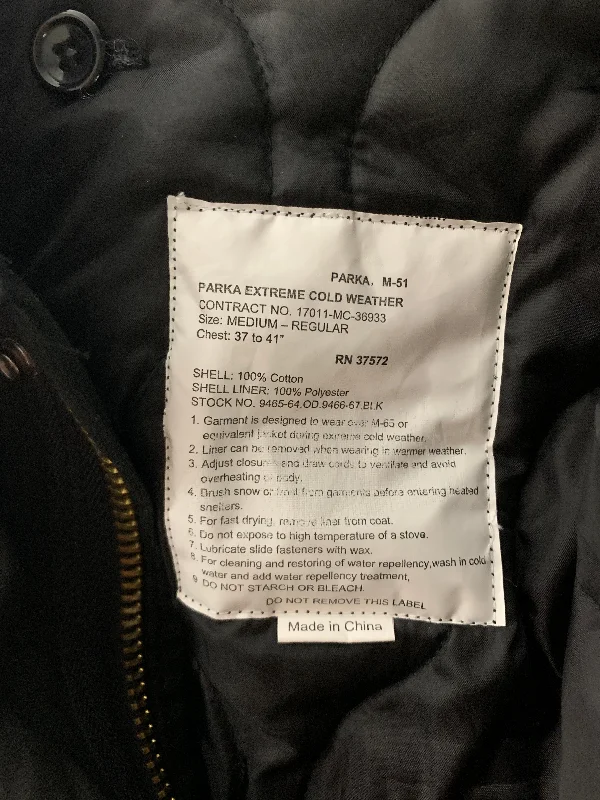 PARKA, M-51
PARKA EXTREME COLD WEATHER
CONTRACT NO. 17011-MC-36933
Size: MEDIUM – REGULAR
Chest: 37 to 41"
RN 37572
SHELL: 100% Cotton
SHELL LINER: 100% Polyester
STOCK NO. 9465-64.OD.9466-67.BLK
1. Garment is designed to wear over M-65 or
equivalent jacket during extreme cold weather.
2. Liner can be removed when wearing in warmer weather.
3. Adjust closures and draw cords to ventilate and avoid
overheating of body.
4. Brush snow or frost from garments before entering heated
shelters.
5. For fast drying, remove liner from coat.
6. Do not expose to high temperature of a stove.
7. Lubricate slide fasteners with wax.
8. For cleaning and restoring of water repellency,wash in cold
water and add water repellency treatment,
9 DO NOT STARCH OR BLEACH.
DO NOT REMOVE THIS LABEL
Made in China